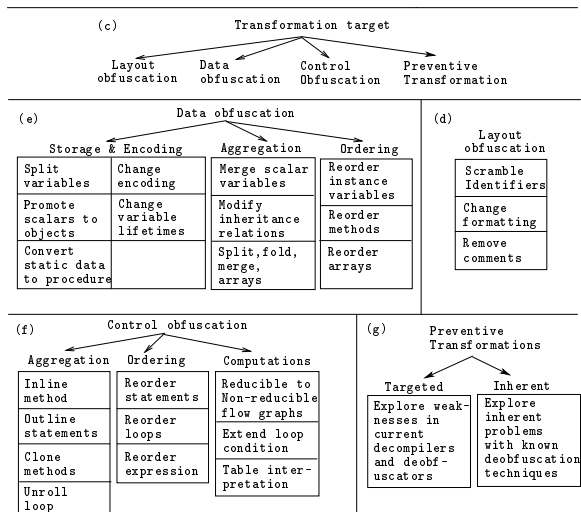 (c)
Transformation target
Layout
obfuscation
Data
obfuscation
Control
Obfuscation
Preventive
Transformation
(e)
Data obfuscation
Storage & Encoding
Aggregation
Ordering
Split
variables
Promote
scalars to
objects
Convert
static data
to procedure
Change
encoding
Change
variable
lifetimes
Merge scalar
variables
Modify
inheritance
relations
Split,fold,
merge,
arrays
Reorder
instance
variables
Reorder
methods
Reorder
arrays
(d)
Layout
obfuscation
Scramble
Identifiers
Change
formatting
Remove
comments
(f)
Control obfuscation
Aggregation
Ordering
Computations
Inline
method
Outline
statements
Clone
methods
Unroll
loop
Reorder
statements
Reorder
loops
Reorder
expression
Reducible to
Non-reducible
flow graphs
Extend loop
condition
Table inter-
pretation
(g)
Preventive
Transformations
Targeted
Inherent
Explore weak-
nesses in
current
decompilers
and deobf-
uscators
Explore
inherent
problems
with known
deobfuscation
techniques